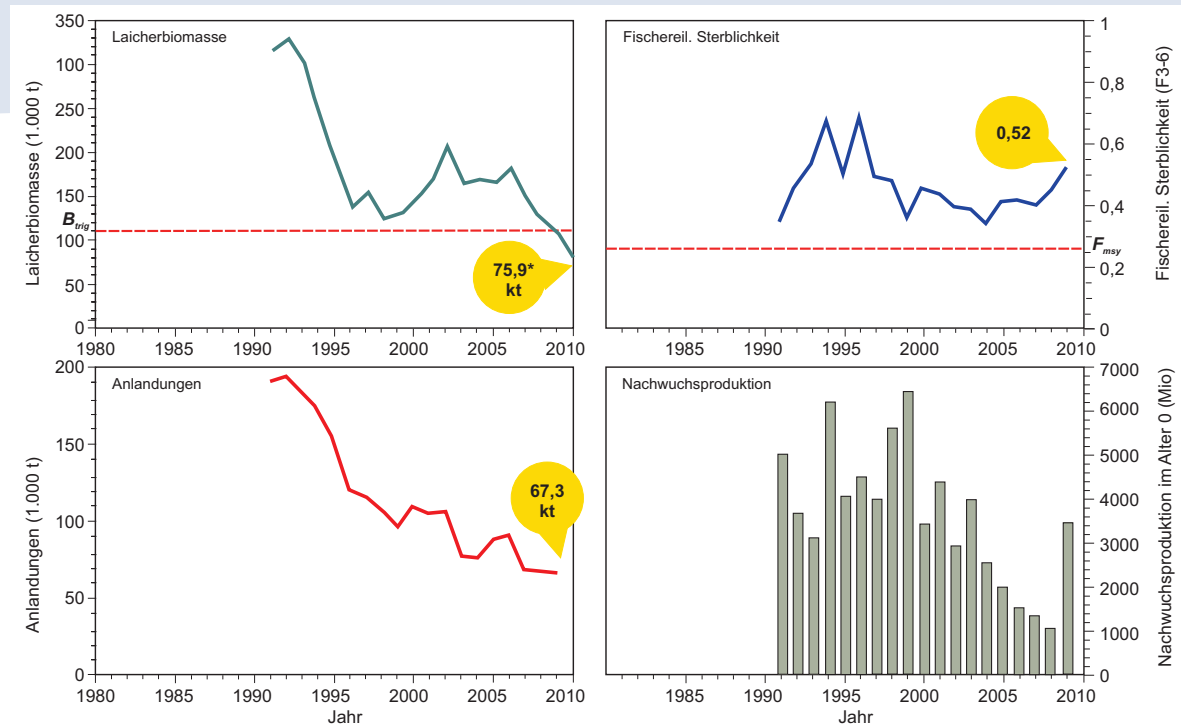 Laicherbiomasse
Laicherbiomasse (1.000 t)
350
100
250
200
150
100
50
0
B trig
75,9*
kt
1980 1985 1990 1995 2000 2005 2010
Fischereil. Sterblichkeit
Fischereil. Sterblichkeit (F3-6)
1
0,8
0,6
0,4
0,2
0
F msy
0,52
1985 1990 1995 2000 2005 2010
Anlandungen
Anlandungen (1.000 t)
200
150
100
50
0
67,3
kt
1980 1985 1990 1995 2000 2005 2010
Jahr
Nachwuchsproduktion
Nachwuchsproduktion im Alter 0 (Mio)
7000
6000
5000
4000
3000
2000
1000
0
1985 1990 1995 2000 2005 2010
Jahr